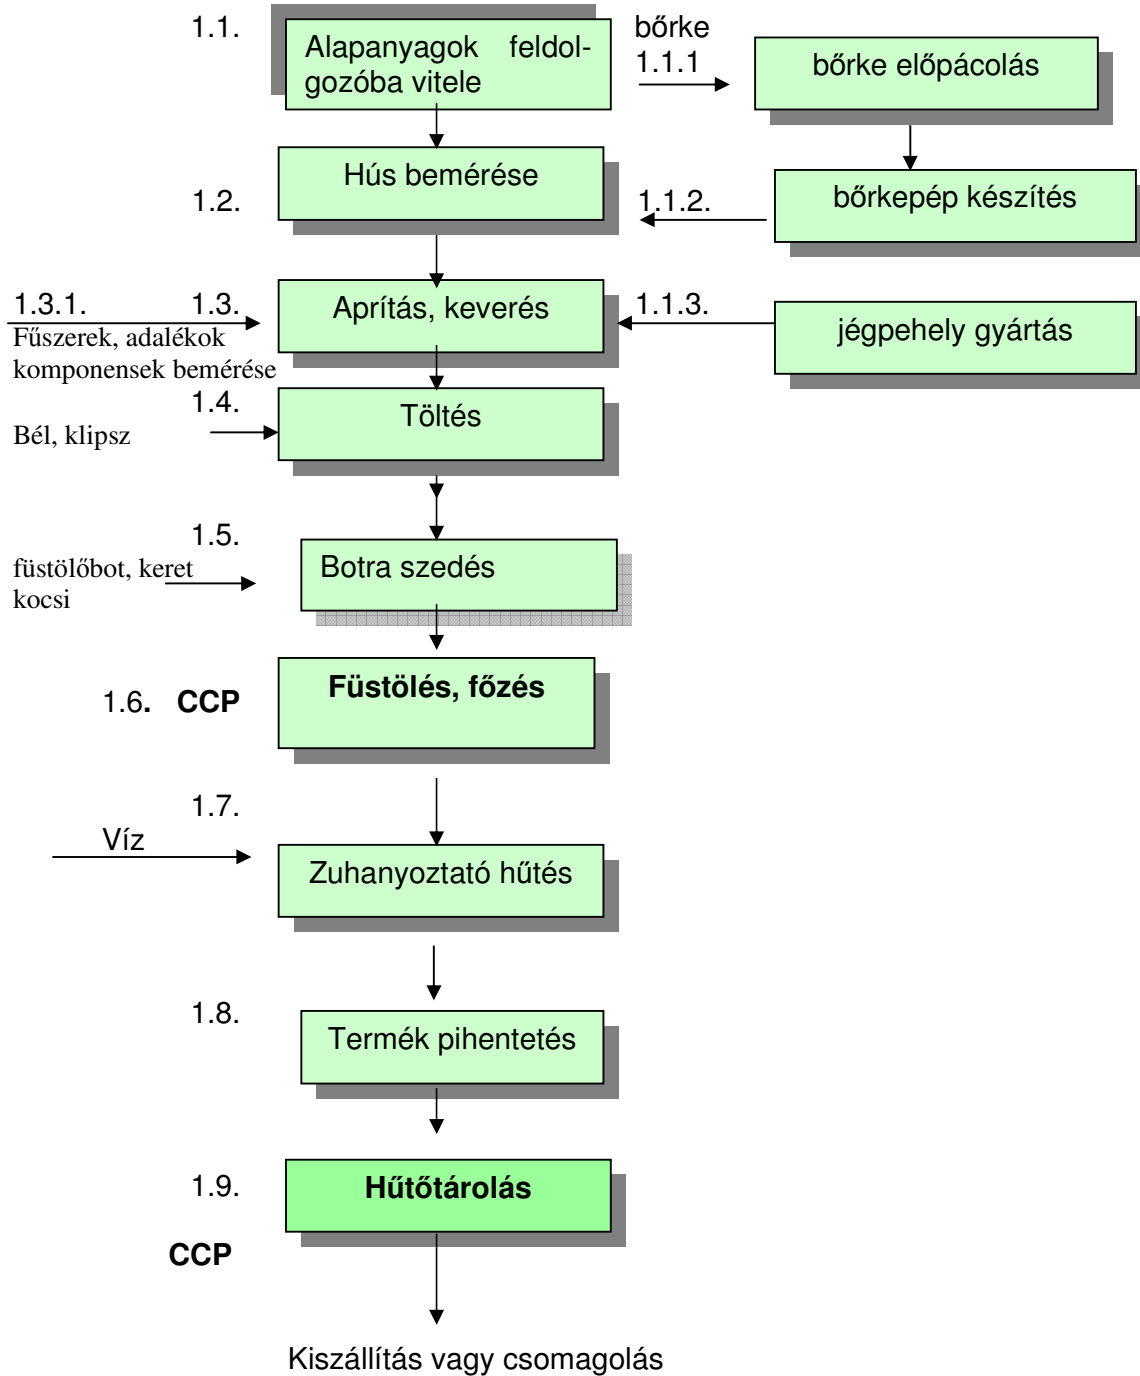 1.1.
Alapanyagok feldol-
gozóba vitele
bőrke
1.1.1
bőrke előpácolás
Hús bemérése
1.2.
1.1.2.
bőrkepép készítés
1.3.1.
1.3.
Fűszerek, adalékok
komponensek bemérése
Aprítás, keverés
1.1.3.
jégpehely gyártás
1.4.
Bél, klipsz
Töltés
1.5.
füstölőbot, keret
kocsi
Botra szedés
1.6. CCP
Füstölés, főzés
1.7.
Víz
Zuhanyoztató hűtés
1.8.
Termék pihentetés
1.9.
CCP
Hűtőtárolás
Kiszállítás vagy csomagolás